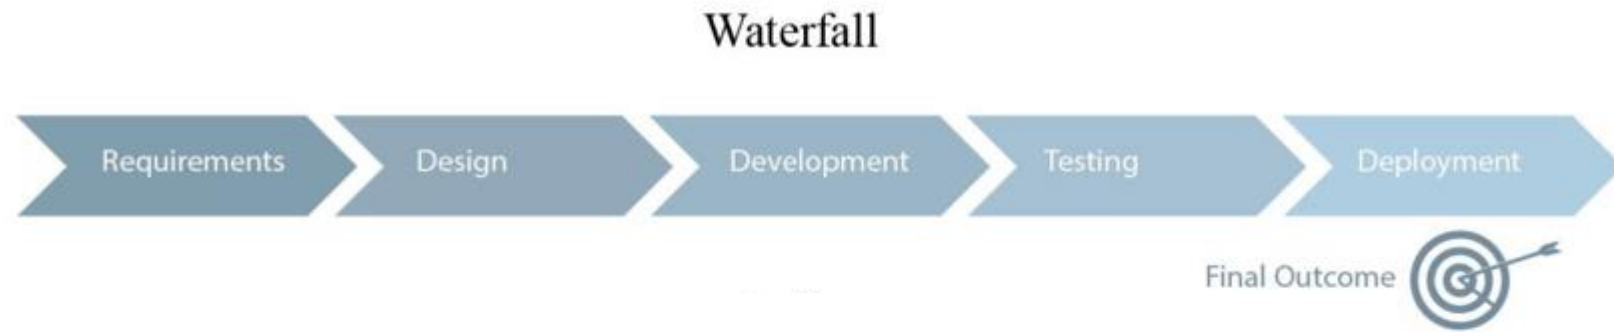 Waterfall
Requirements
Design
Development
Testing
Deployment
Final Outcome